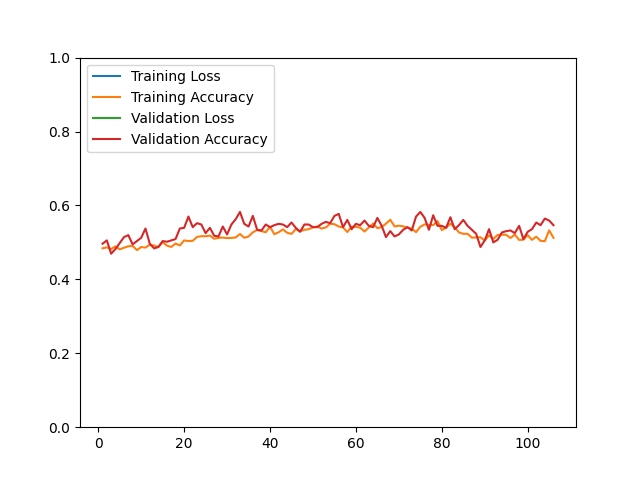 1.0
0.8
0.6
0.4
0.2
0.0
Training Loss
Training Accuracy
Validation Loss
Validation Accuracy
0 20 40 60 80 100